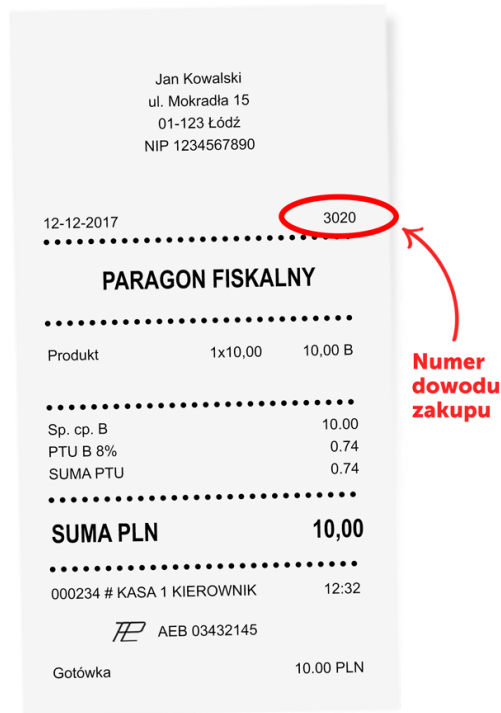 Jan Kowalski
ul. Mokradła 15
01-123 Łódź
NIP 1234567890
12-12-2017 3020
PARAGON FISKALNY
Produkt 1x10,00 10,00 B
Numer
dowodu
zakupu
Sp. cp. B 10.00
PTU B 8% 0.74
SUMA PTU 0.74
SUMA PLN 10,00
000234 # KASA 1 KIEROWNIK 12:32
AEB 03432145
Gotówka 10.00 PLN